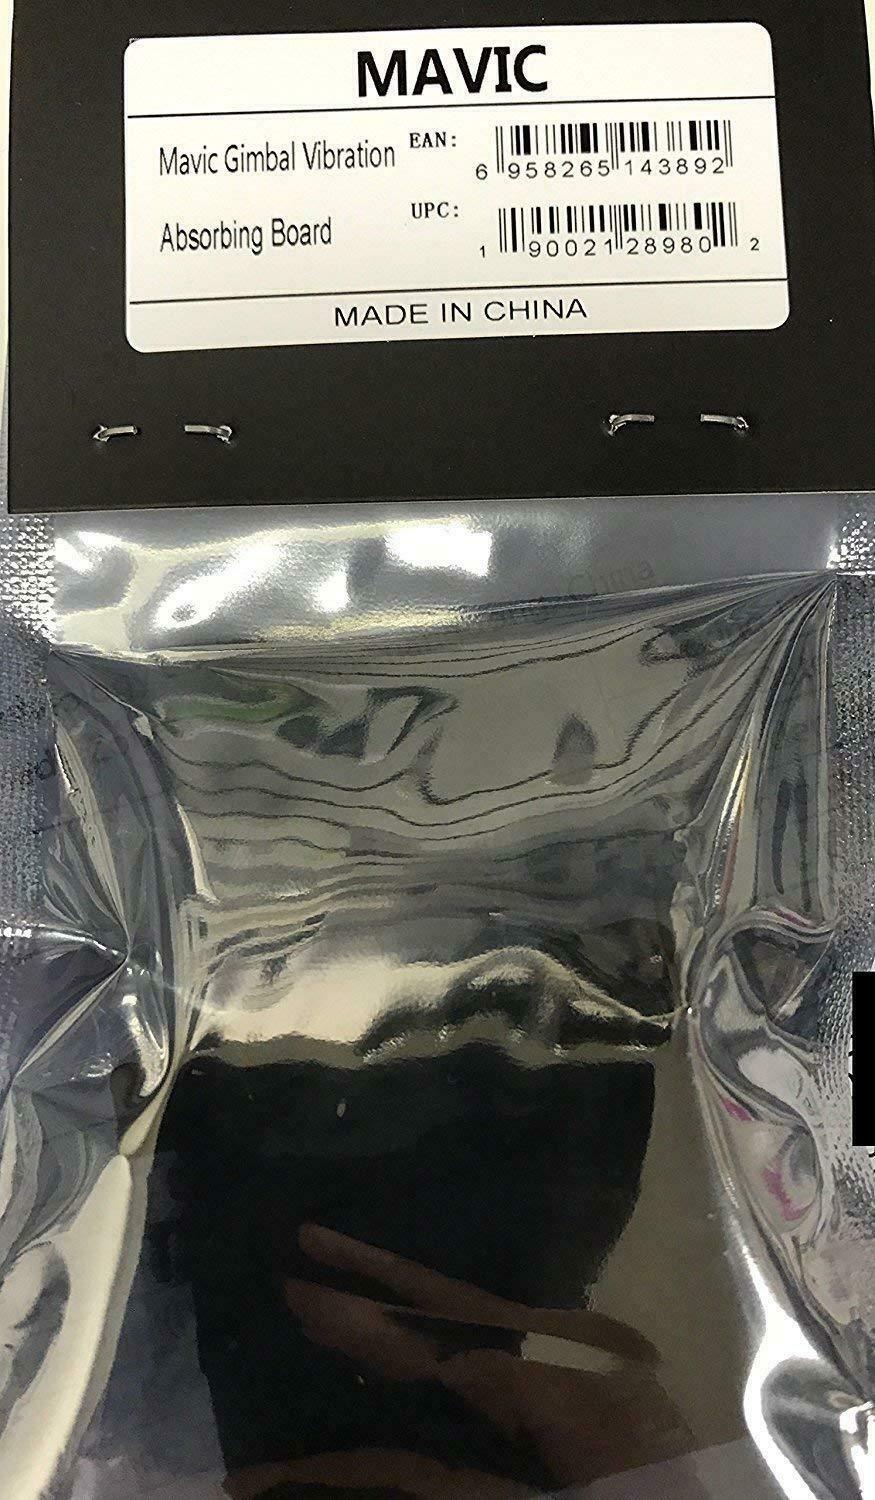 MAVIC
Mavic Gimbal Vibration
Absorbing Board
EAN:
6 958265 143892
UPC:
1 90021 28980 2
MADE IN CHINA